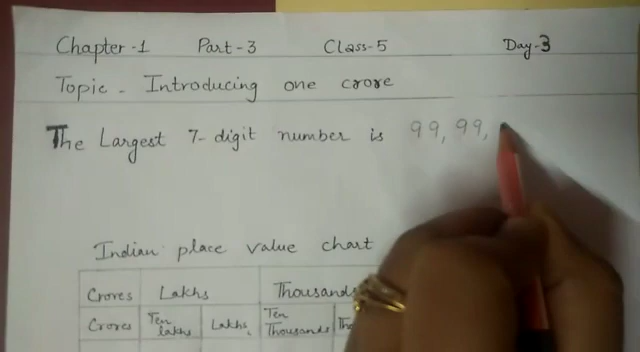 Chapter-1 Part-3 Class-5 Day-3
Topic - Introducing one crore
The Largest 7-digit number is 99,99,
Indian place value chart
Crores Lakhs Thousands
Crores Ten lakhs Lakhs Ten Thousands